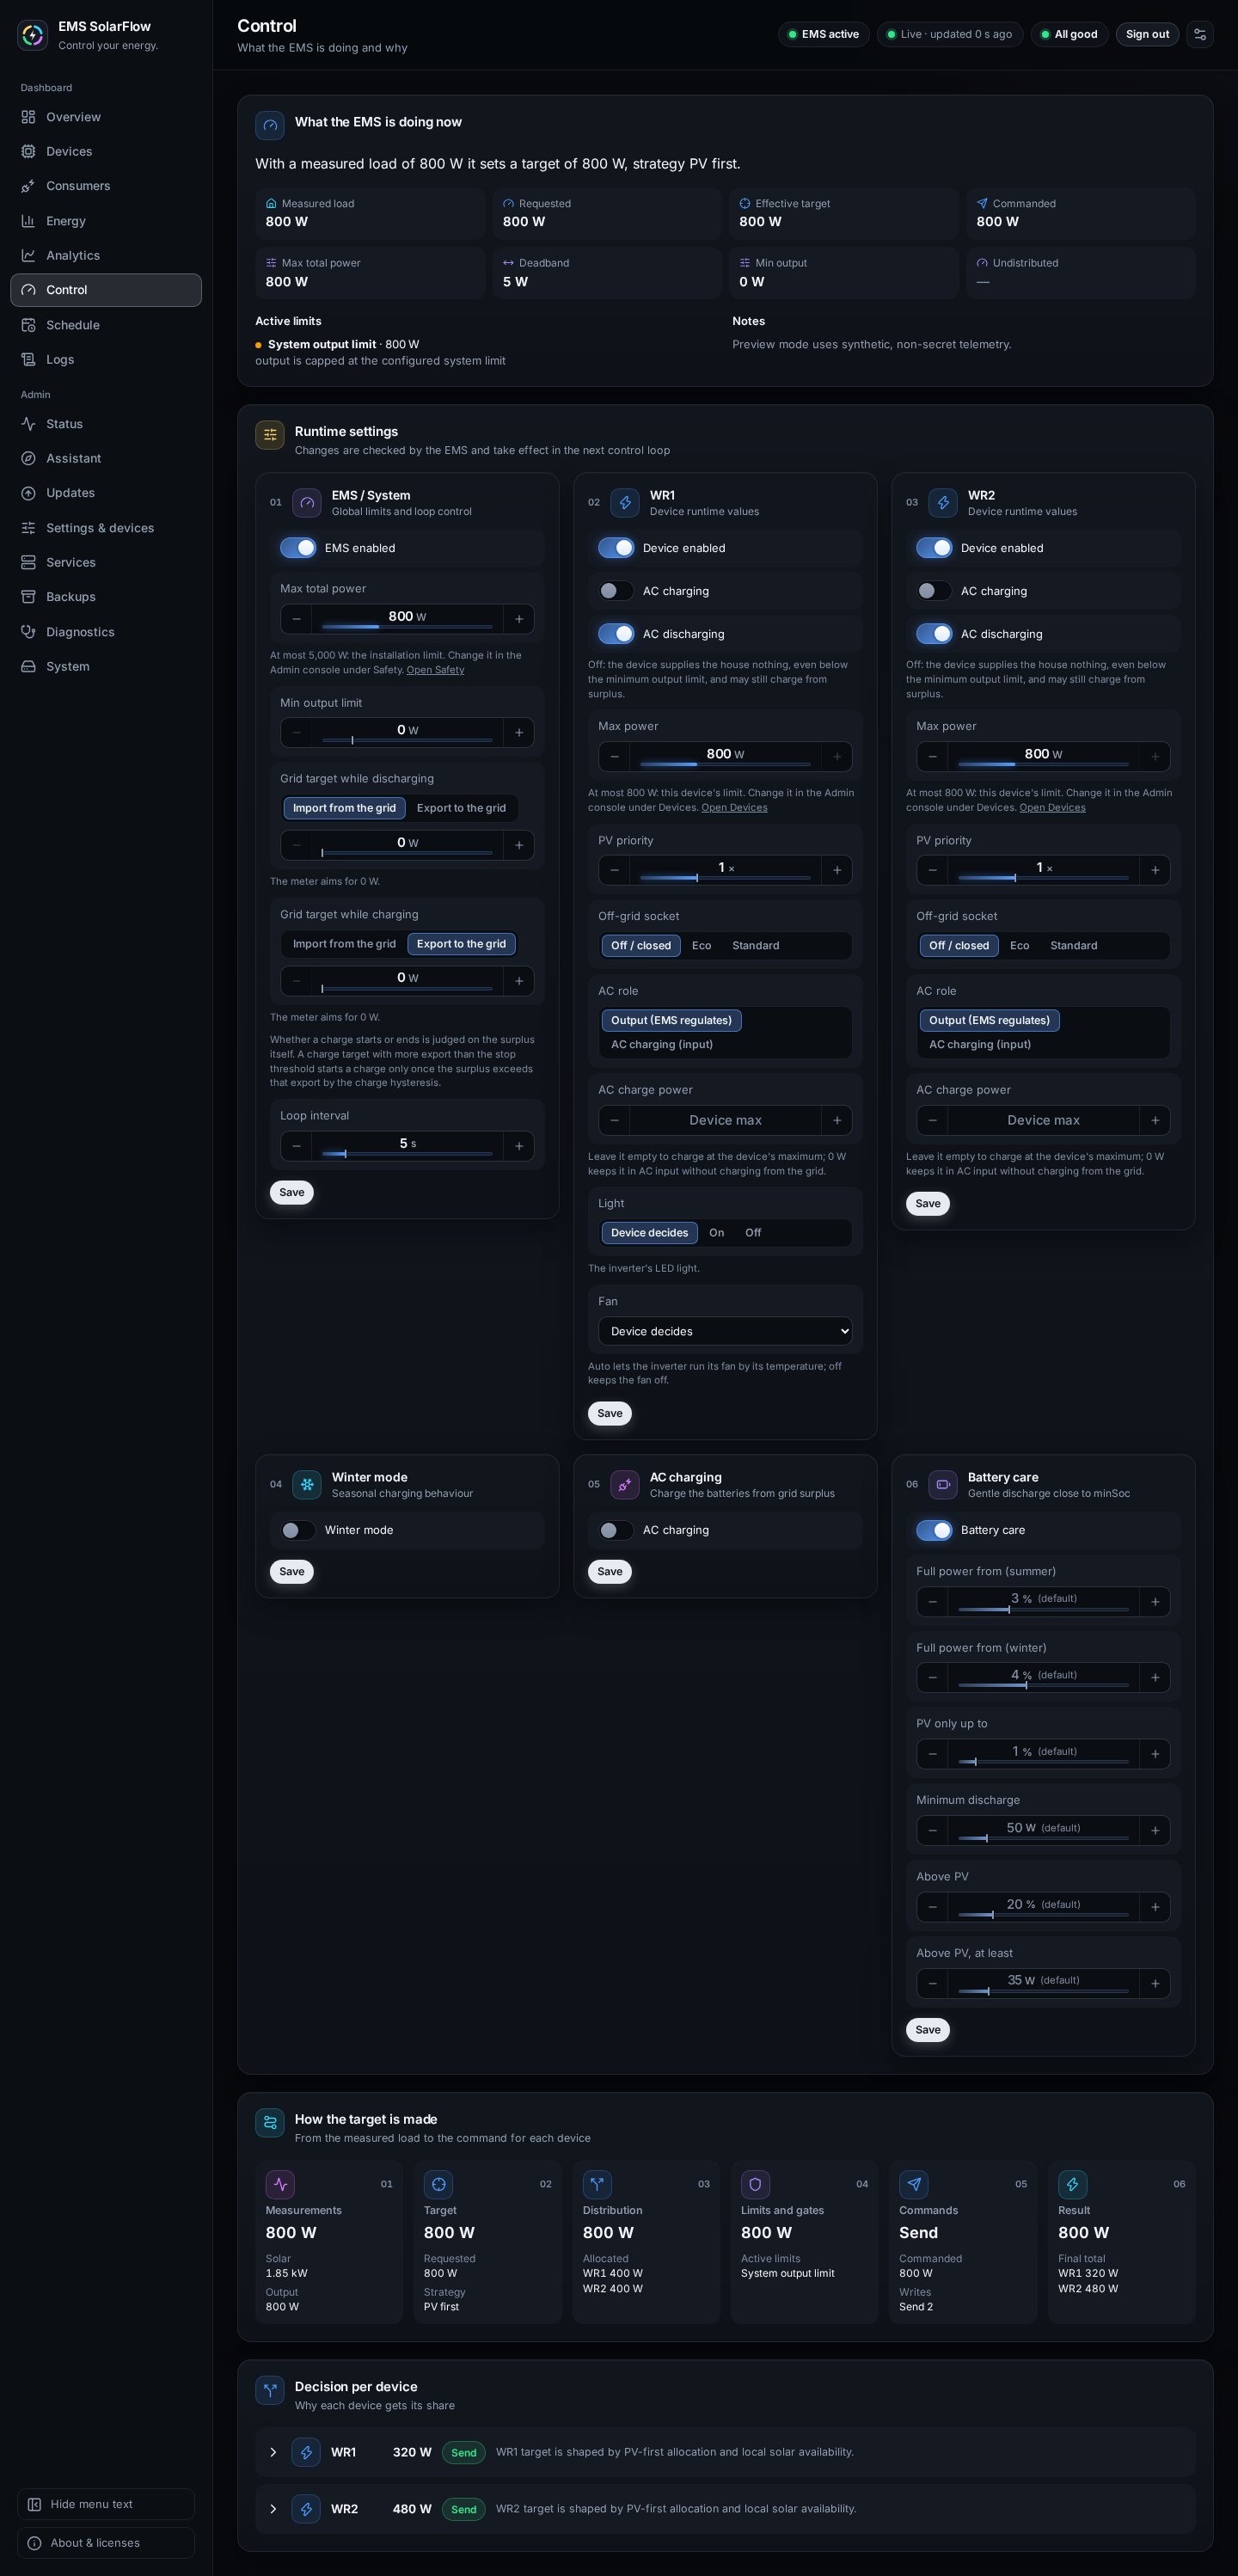 EMS SolarFlow
Control your energy.
Dashboard
Overview
Devices
Consumers
Energy
Analytics
Control
Schedule
Logs
Admin
Status
Assistant
Updates
Settings & devices
Services
Backups
Diagnostics
System
Hide menu text
About & licenses
Control
What the EMS is doing and why
EMS active
Live · updated 0 s ago
All good
Sign out
What the EMS is doing now
With a measured load of 800 W it sets a target of 800 W, strategy PV first.
Measured load
800 W
Requested
800 W
Effective target
800 W
Commanded
800 W
Max total power
800 W
Deadband
5 W
Min output
0 W
Undistributed
—
Active limits
System output limit · 800 W
output is capped at the configured system limit
Notes
Preview mode uses synthetic, non-secret telemetry.
Runtime settings
Changes are checked by the EMS and take effect in the next control loop
01
EMS / System
Global limits and loop control
EMS enabled
Max total power
− 800 W +
At most 5,000 W: the installation limit. Change it in the
Admin console under Safety. Open Safety
Min output limit
− 0 W +
Grid target while discharging
Import from the grid Export to the grid
− 0 W +
The meter aims for 0 W.
Grid target while charging
Import from the grid Export to the grid
− 0 W +
The meter aims for 0 W.
Whether a charge starts or ends is judged on the surplus
itself. A charge target with more export than the stop
threshold starts a charge only once the surplus exceeds
that export by the charge hysteresis.
Loop interval
− 5 s +
Save
02
WR1
Device runtime values
Device enabled
AC charging
AC discharging
Off: the device supplies the house nothing, even below
the minimum output limit, and may still charge from
surplus.
Max power
− 800 W +
At most 800 W: this device's limit. Change it in the Admin
console under Devices. Open Devices
PV priority
− 1 × +
Off-grid socket
Off / closed Eco Standard
AC role
Output (EMS regulates)
AC charging (input)
AC charge power
− Device max +
Leave it empty to charge at the device's maximum; 0 W
keeps it in AC input without charging from the grid.
Light
Device decides On Off
The inverter's LED light.
Fan
Device decides
Auto lets the inverter run its fan by its temperature; off
keeps the fan off.
Save
03
WR2
Device runtime values
Device enabled
AC charging
AC discharging
Off: the device supplies the house nothing, even below
the minimum output limit, and may still charge from
surplus.
Max power
− 800 W +
At most 800 W: this device's limit. Change it in the Admin
console under Devices. Open Devices
PV priority
− 1 × +
Off-grid socket
Off / closed Eco Standard
AC role
Output (EMS regulates)
AC charging (input)
AC charge power
− Device max +
Leave it empty to charge at the device's maximum; 0 W
keeps it in AC input without charging from the grid.
Save
04
Winter mode
Seasonal charging behaviour
Winter mode
Save
05
AC charging
Charge the batteries from grid surplus
AC charging
Save
06
Battery care
Gentle discharge close to minSoc
Battery care
Full power from (summer)
− 3 % (default) +
Full power from (winter)
− 4 % (default) +
PV only up to
− 1 % (default) +
Minimum discharge
− 50 W (default) +
Above PV
− 20 % (default) +
Above PV, at least
− 35 W (default) +
Save
How the target is made
From the measured load to the command for each device
01
Measurements
800 W
Solar
1.85 kW
Output
800 W
02
Target
800 W
Requested
800 W
Strategy
PV first
03
Distribution
800 W
Allocated
WR1 400 W
WR2 400 W
04
Limits and gates
800 W
Active limits
System output limit
05
Commands
Send
Commanded
800 W
Writes
Send 2
06
Result
800 W
Final total
WR1 320 W
WR2 480 W
Decision per device
Why each device gets its share
WR1 320 W Send WR1 target is shaped by PV-first allocation and local solar availability.
WR2 480 W Send WR2 target is shaped by PV-first allocation and local solar availability.